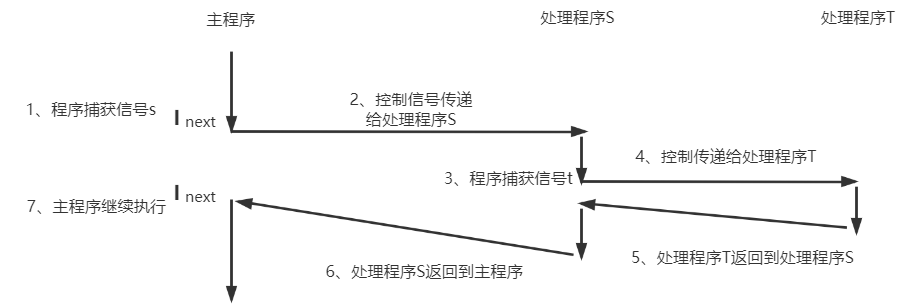 主程序
处理程序S
处理程序T
1、程序捕获信号s
I next
2、控制信号传递
给处理程序S
3、程序捕获信号t
4、控制传递给处理程序T
I next
7、主程序继续执行
6、处理程序S返回到主程序
5、处理程序T返回到处理程序S